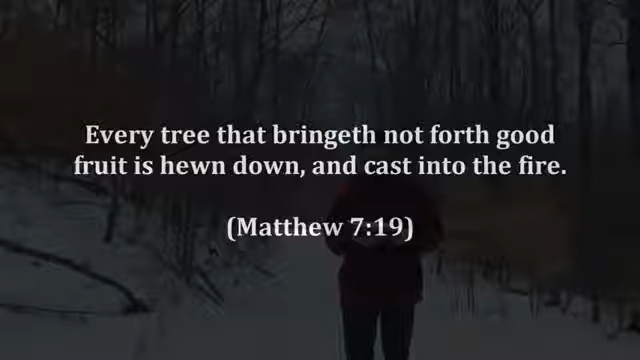 Every tree that bringeth not forth good
fruit is hewn down, and cast into the fire.
(Matthew 7:19)